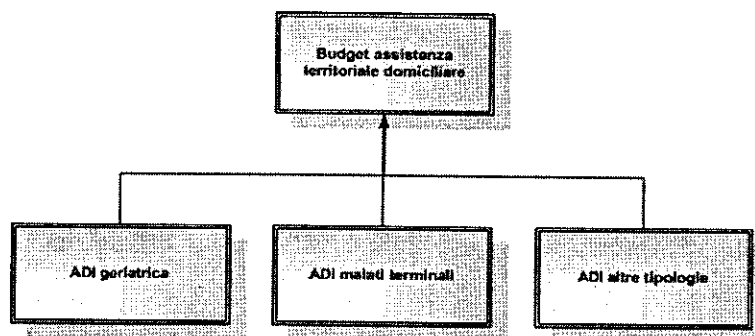 Budget assistenza
territoriale domiciliare
ADI geriatrica
ADI malati terminali
ADI altre tipologie